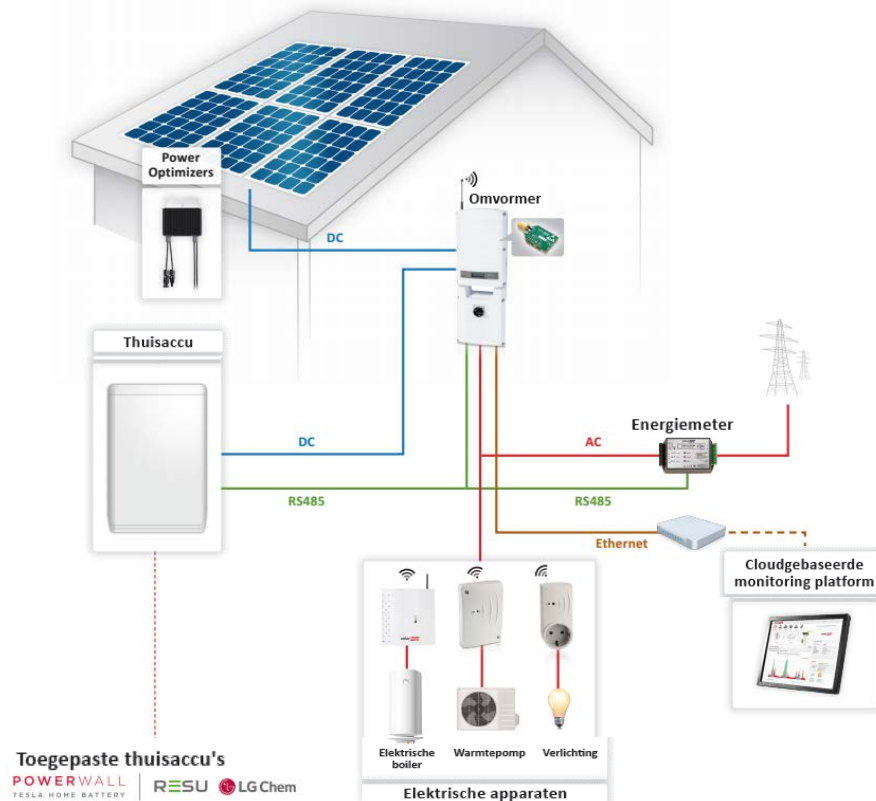 Power
Optimizers
Omvormer
DC
Thuisaccu
DC
Energiemeter
AC
RS485
RS485
Ethernet
Cloudgebaseerde
monitoring platform
Elektrische
boiler
Warmtepomp
Verlichting
Elektrische apparaten
Toegepaste thuisaccu's
POWERWALL
TESLA HOME BATTERY
RESU
LG Chem